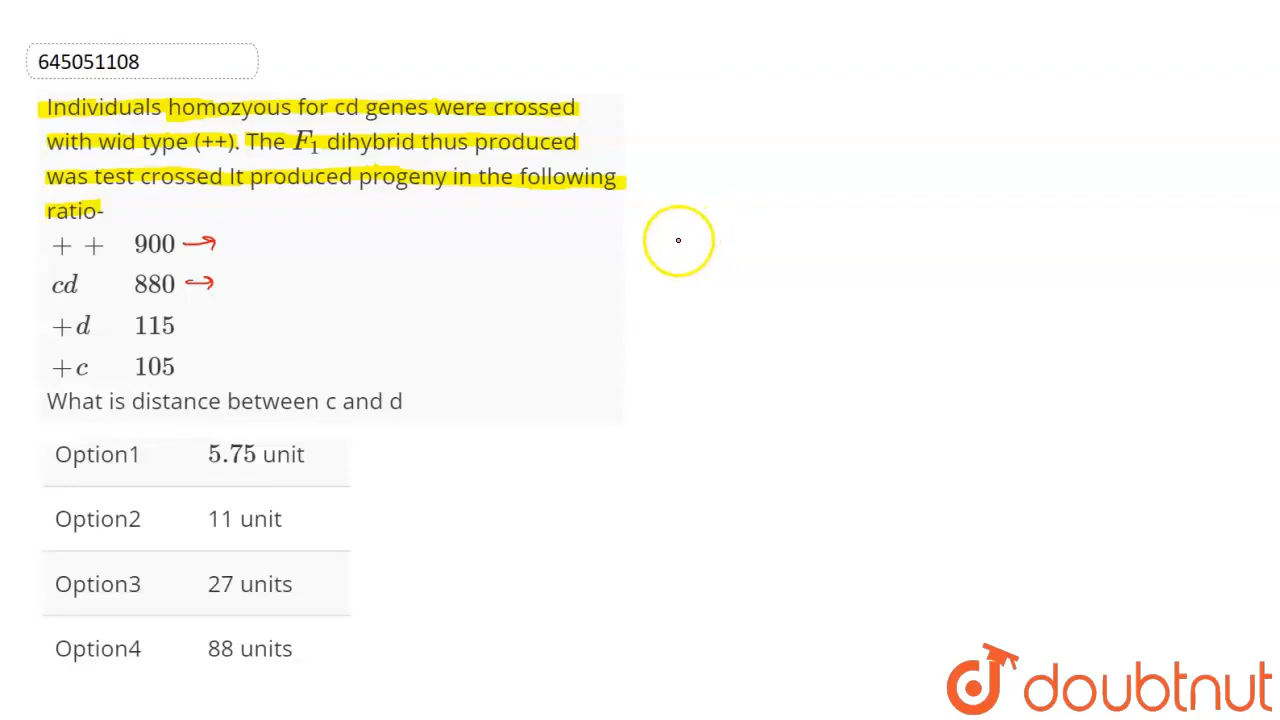 645051108
Individuals homozyous for cd genes were crossed
with wid type (++). The F₁ dihybrid thus produced
was test crossed It produced progeny in the following
ratio-
+ + 900
cd 880
+d 115
+c 105
What is distance between c and d
Option1 5.75 unit
Option2 11 unit
Option3 27 units
Option4 88 units
doubtnut